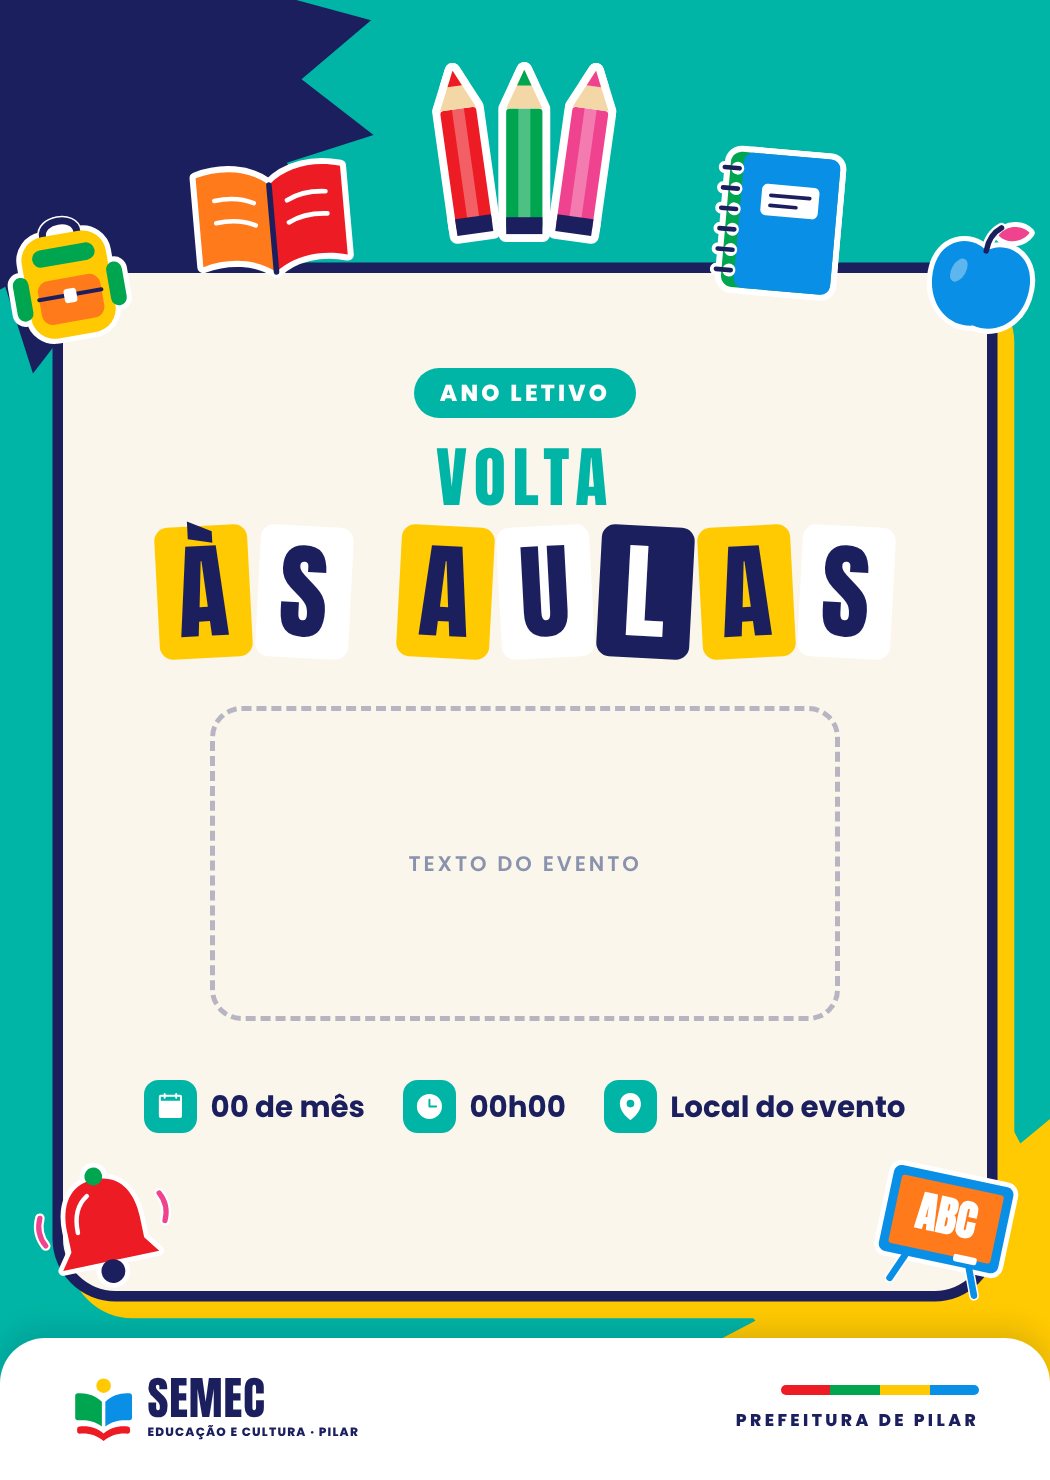 ANO LETIVO
VOLTA
ÀS AULAS
TEXTO DO EVENTO
00 de mês
00h00
Local do evento
ABC
SEMEC
EDUCAÇÃO E CULTURA · PILAR
PREFEITURA DE PILAR